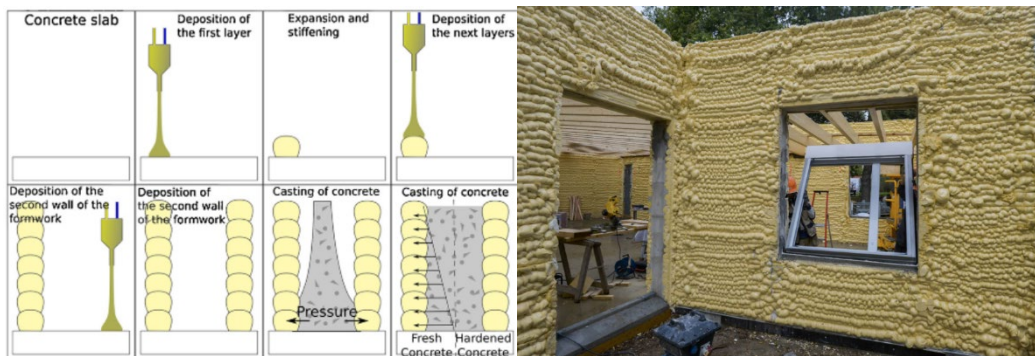 Concrete slab
Deposition of
the first layer
Expansion and
stiffening
Deposition of
the next layers
Deposition of the
second wall of the
formwork
Deposition of
the second wall
of the formwork
Casting of concrete
Pressure
Casting of concrete
Fresh
Concrete
Hardened
Concrete